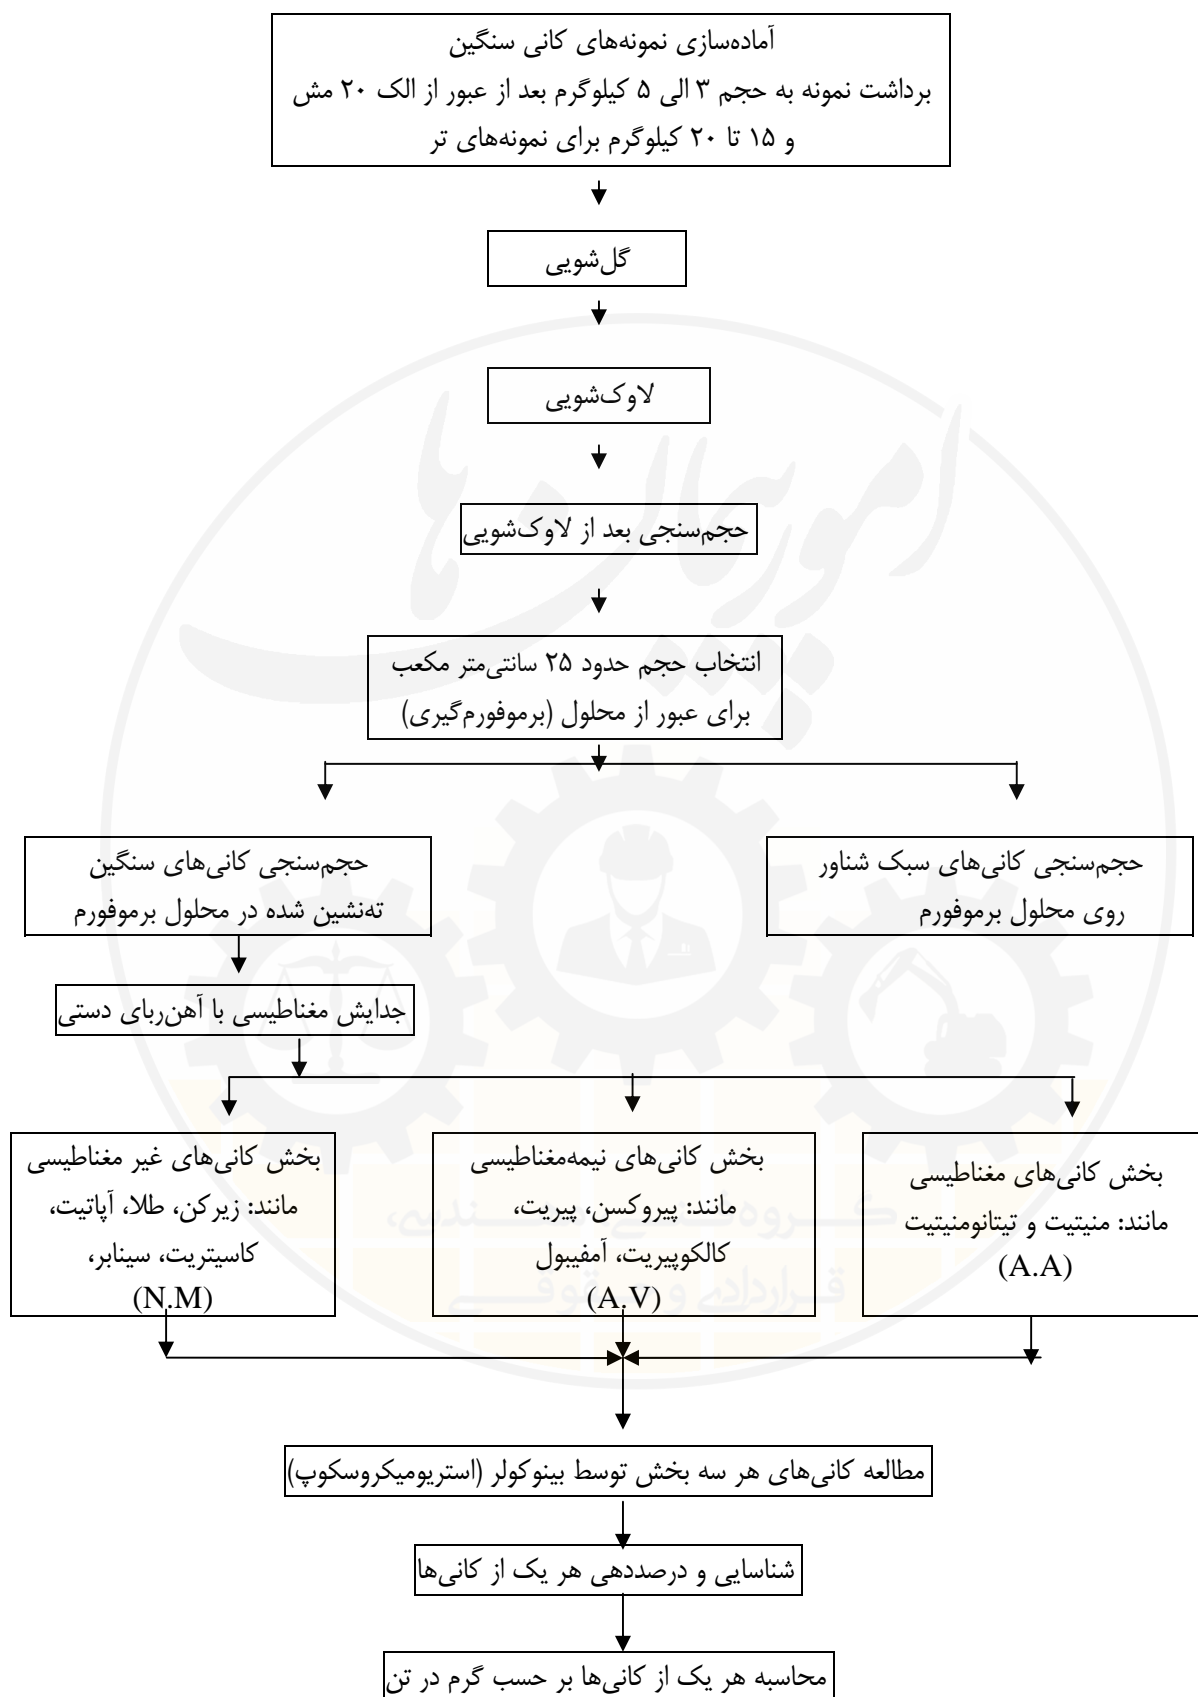 آماده‌سازی نمونه‌های کانی سنگین
برداشت نمونه به حجم ۳ الی ۵ کیلوگرم بعد از عبور از الک ۲۰ مش
و ۱۵ تا ۲۰ کیلوگرم برای نمونه‌های تر
گل‌شویی
لاوک‌شویی
حجم‌سنجی بعد از لاوک‌شویی
انتخاب حجم حدود ۲۵ سانتی‌متر مکعب
برای عبور از محلول (برموفورم‌گیری)
حجم‌سنجی کانی‌های سبک شناور
روی محلول برموفورم
حجم‌سنجی کانی‌های سنگین
ته‌نشین شده در محلول برموفورم
جدایش مغناطیسی با آهن‌ربای دستی
بخش کانی‌های مغناطیسی
مانند: منیتیت و تیتانومنیتیت
(A.A)
بخش کانی‌های نیمه‌مغناطیسی
مانند: پیروکسن، پیریت،
کالکوپیریت، آمفیبول
(A.V)
بخش کانی‌های غیر مغناطیسی
مانند: زیرکن، طلا، آپاتیت،
کاسیتریت، سینابر،
(N.M)
مطالعه کانی‌های هر سه بخش توسط بینوکولر (استریومیکروسکوپ)
شناسایی و درصددهی هر یک از کانی‌ها
محاسبه هر یک از کانی‌ها بر حسب گرم در تن
امور پیمان‌ها
قراردادی و حقوقی